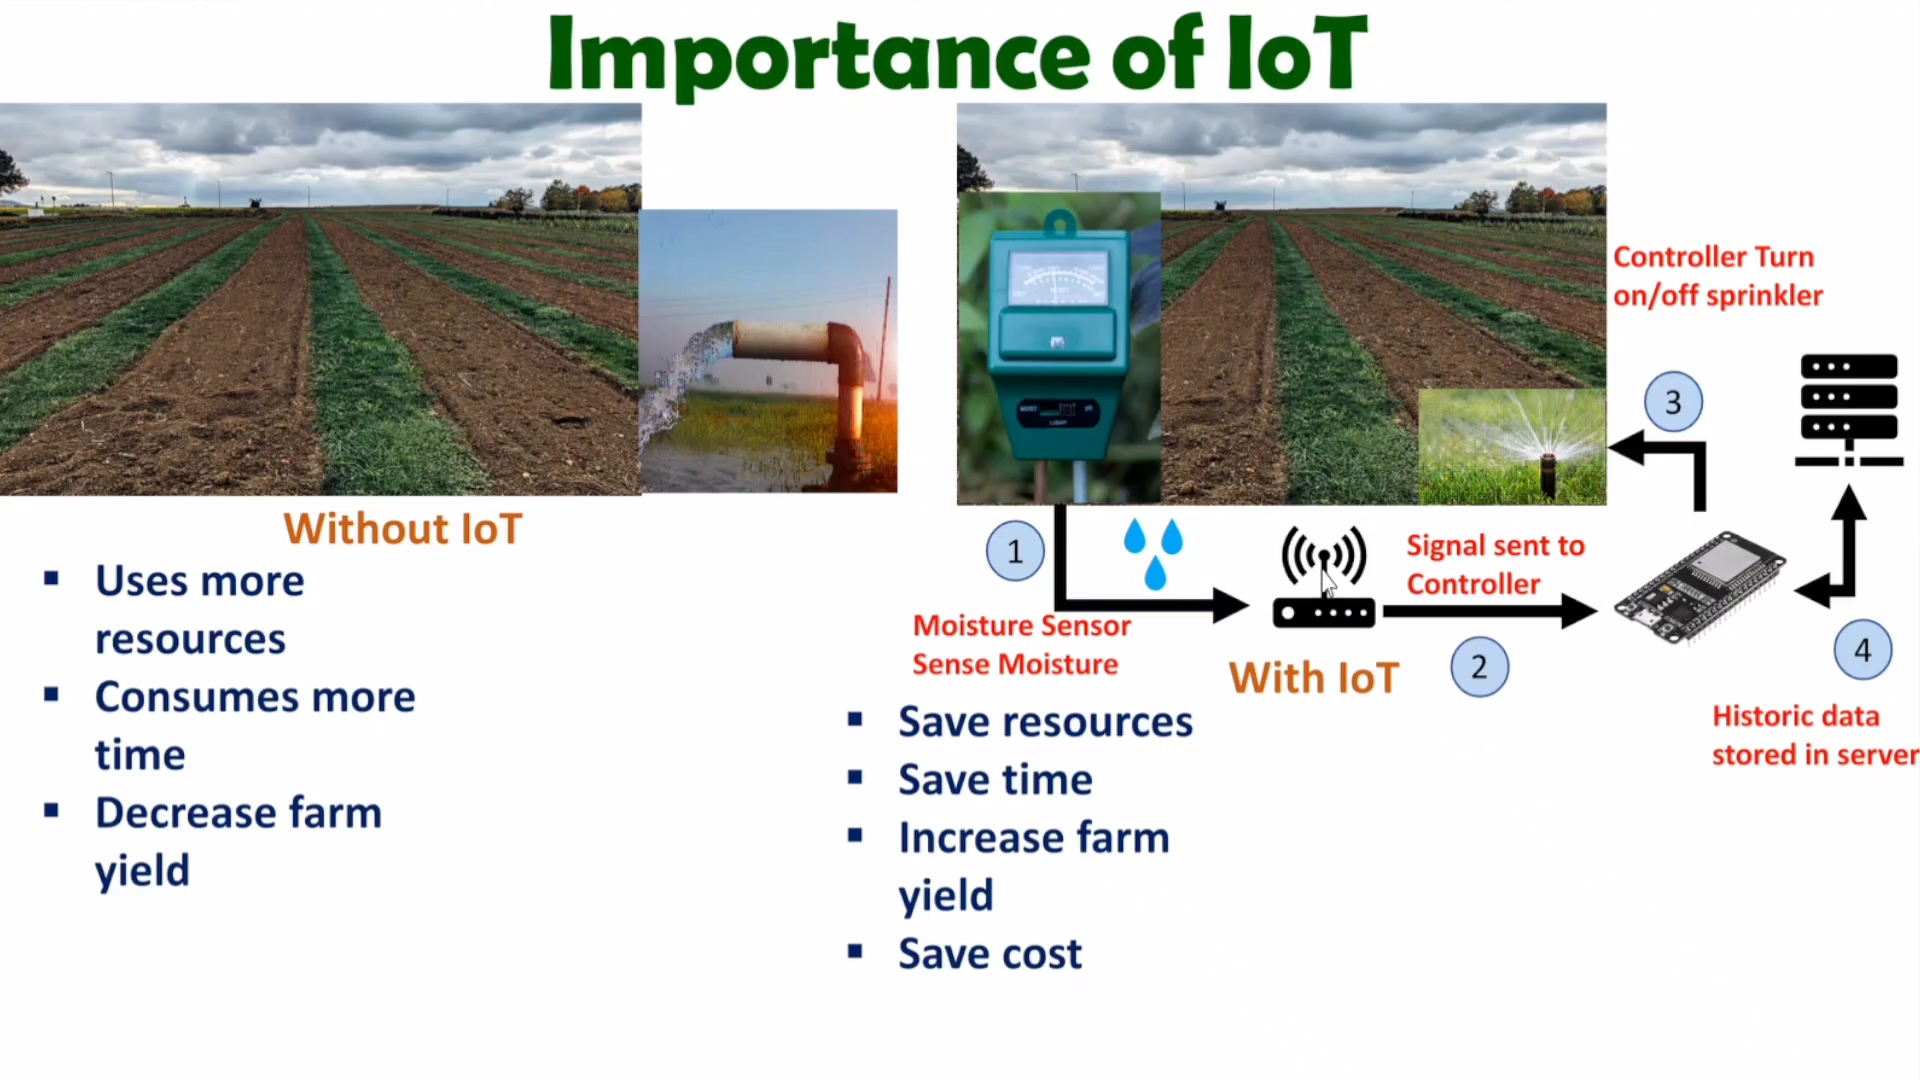 Importance of IoT
Without IoT
Uses more
resources
Consumes more
time
Decrease farm
yield
Controller Turn
on/off sprinkler
3
1
Signal sent to
Controller
Moisture Sensor
Sense Moisture
With IoT
2
4
Historic data
stored in server
Save resources
Save time
Increase farm
yield
Save cost
MOIST
LIGHT